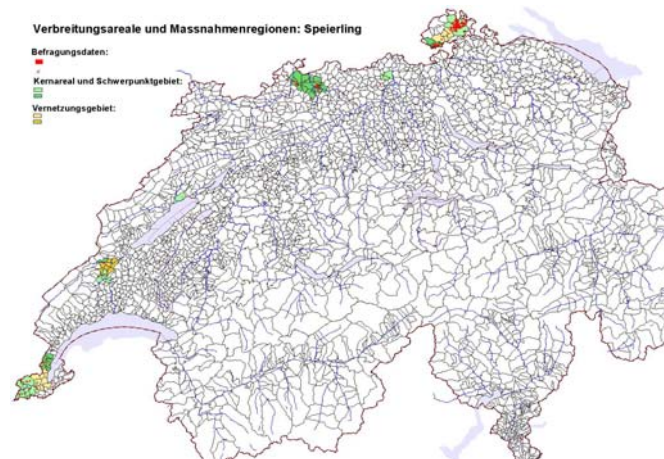 Verbreitungsareale und Massnahmenregionen: Speierling
Befragungsdaten:
Kernareal und Schwerpunktgebiet:
Vernetzungsgebiet: